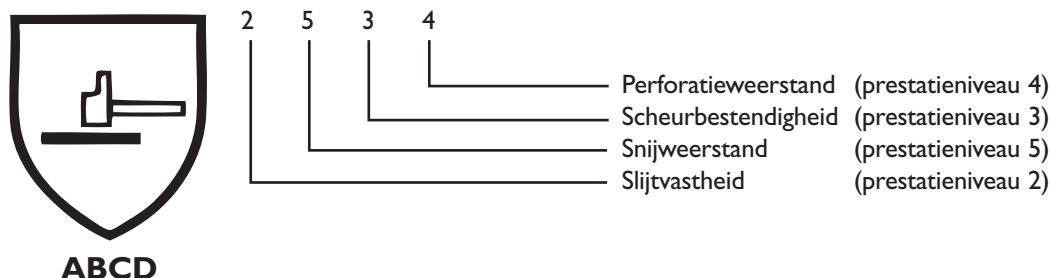 2 5 3 4
Perforatieweerstand (prestatieniveau 4)
Scheurbestendigheid (prestatieniveau 3)
Snijweerstand (prestatieniveau 5)
Slijtvastheid (prestatieniveau 2)
ABCD